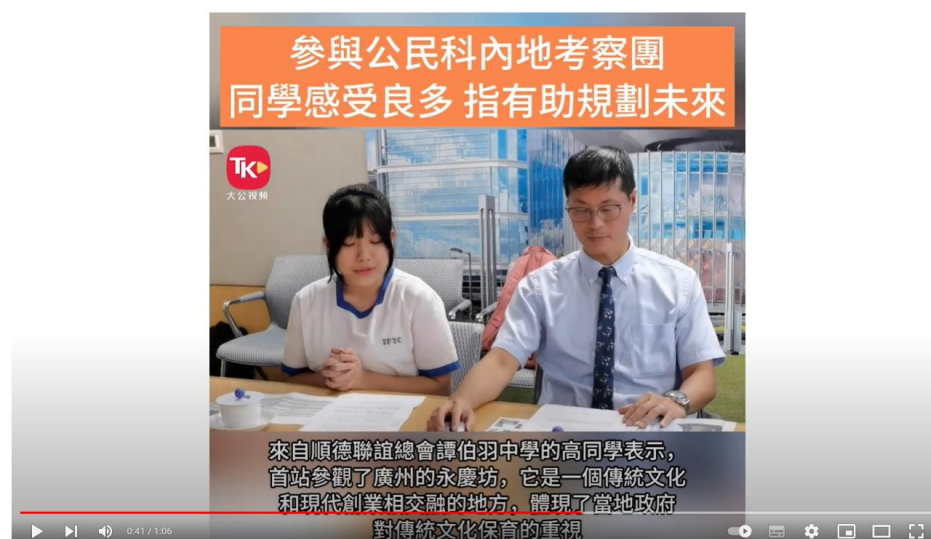 參與公民科內地考察團
同學感受良多 指有助規劃未來
TK
大公視頻
來自順德聯誼總會譚伯羽中學的高同學表示，
首站參觀了廣州的永慶坊，它是一個傳統文化
和現代創業相交融的地方，體現了當地政府
對傳統文化保育的重視
0:41 / 1:06